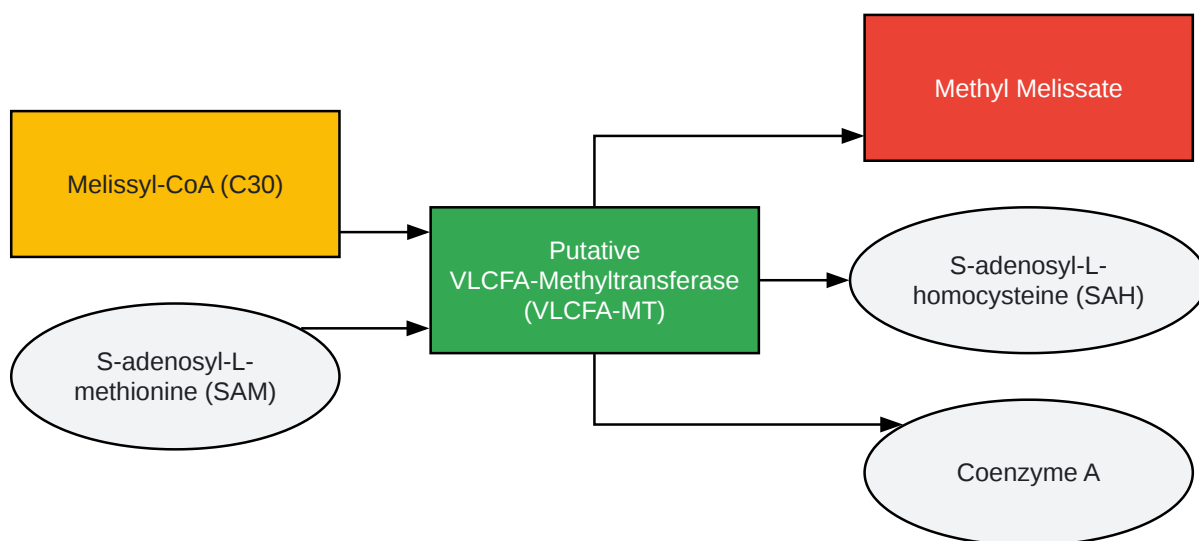 Methyl Melissate
Melissyl-CoA (C30)
Putative
VLCFA-Methyltransferase
(VLCFA-MT)
S-adenosyl-L-
homocysteine (SAH)
S-adenosyl-L-
methionine (SAM)
Coenzyme A